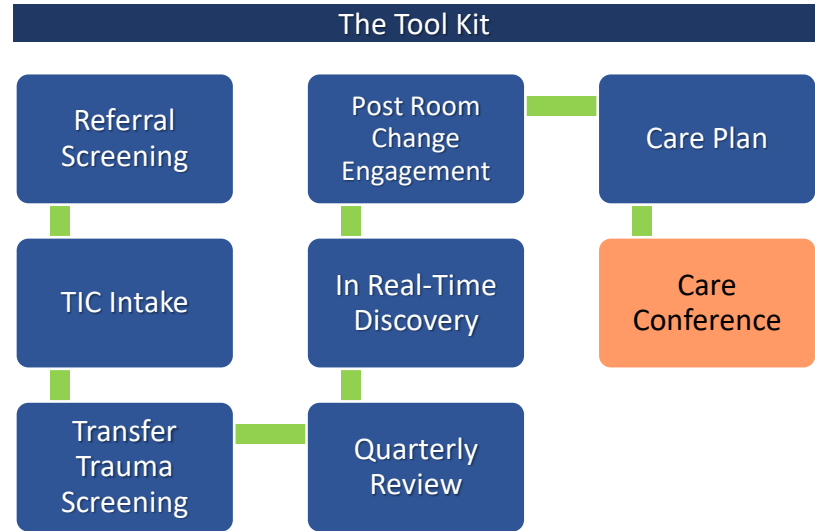 The Tool Kit
Referral
Screening
TIC Intake
Transfer
Trauma
Screening
Quarterly
Review
In Real-Time
Discovery
Post Room
Change
Engagement
Care Plan
Care
Conference